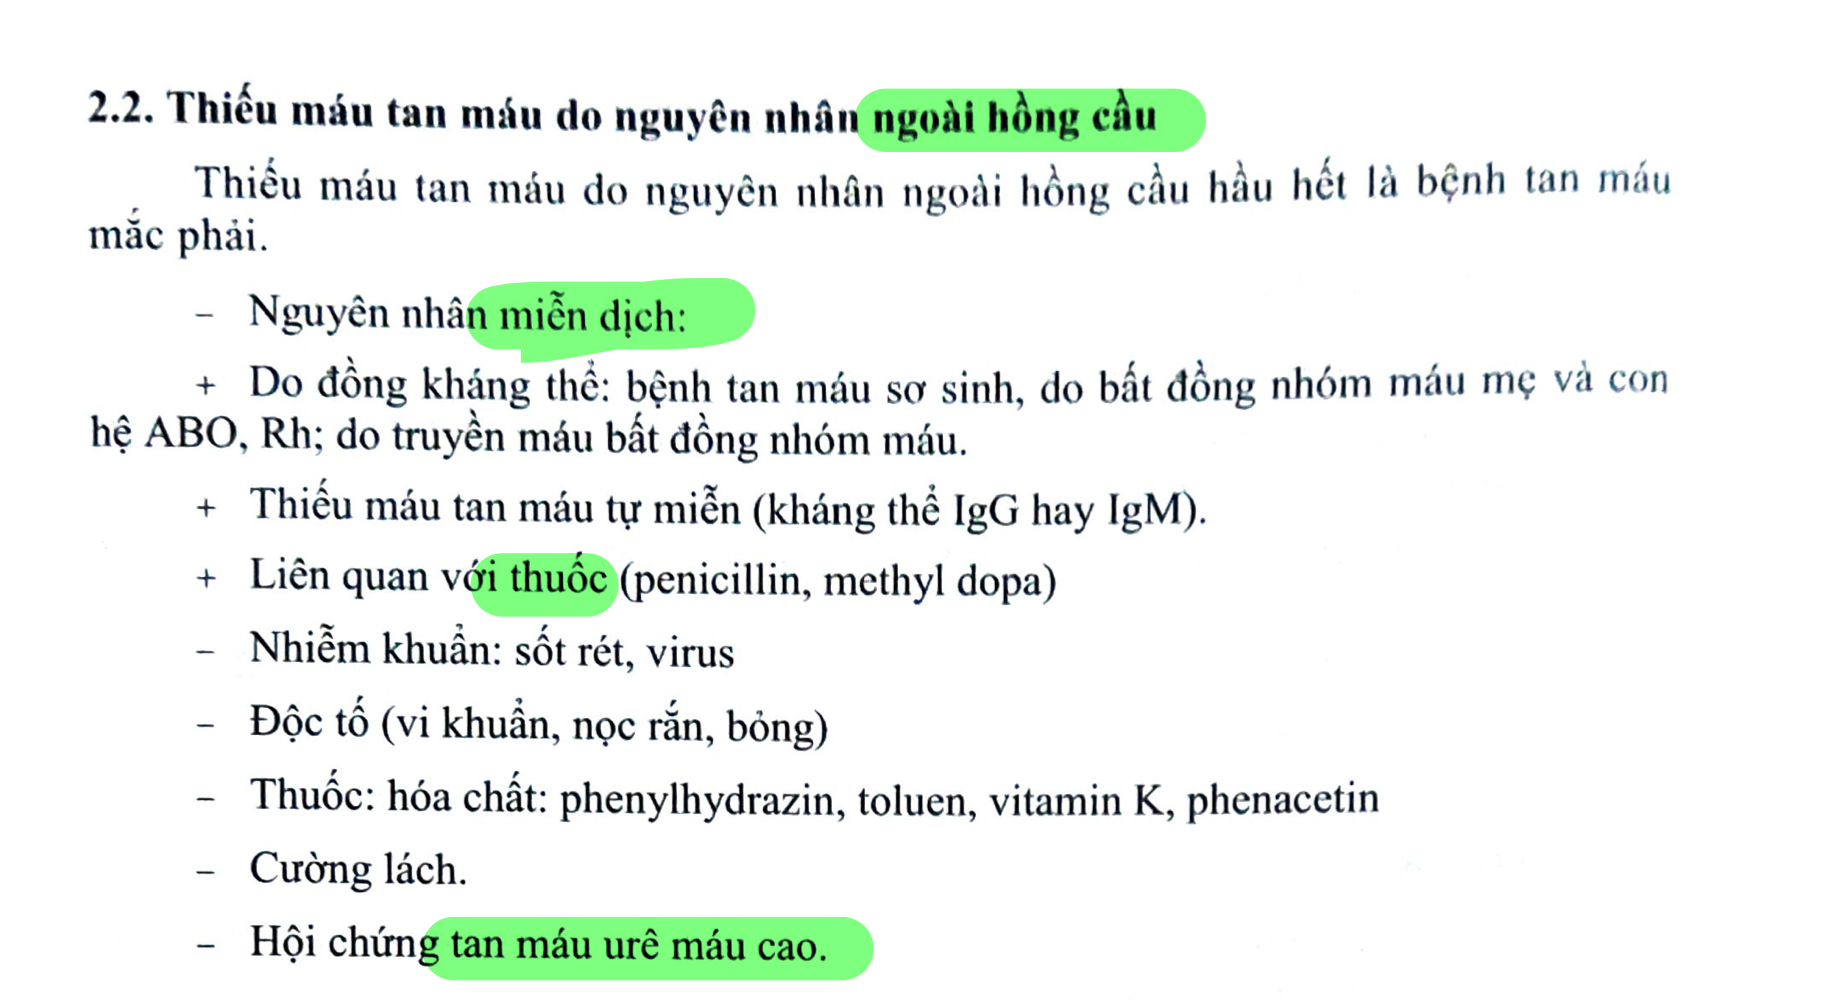 2.2. Thiếu máu tan máu do nguyên nhân ngoài hồng cầu
Thiếu máu tan máu do nguyên nhân ngoài hồng cầu hầu hết là bệnh tan máu
mắc phải.
– Nguyên nhân miễn dịch:
+ Do đồng kháng thể: bệnh tan máu sơ sinh, do bất đồng nhóm máu mẹ và con
hệ ABO, Rh; do truyền máu bất đồng nhóm máu.
+ Thiếu máu tan máu tự miễn (kháng thể IgG hay IgM).
+ Liên quan với thuốc (penicillin, methyl dopa)
– Nhiễm khuẩn: sốt rét, virus
– Độc tố (vi khuẩn, nọc rắn, bỏng)
– Thuốc: hóa chất: phenylhydrazin, toluen, vitamin K, phenacetin
– Cường lách.
– Hội chứng tan máu urê máu cao.